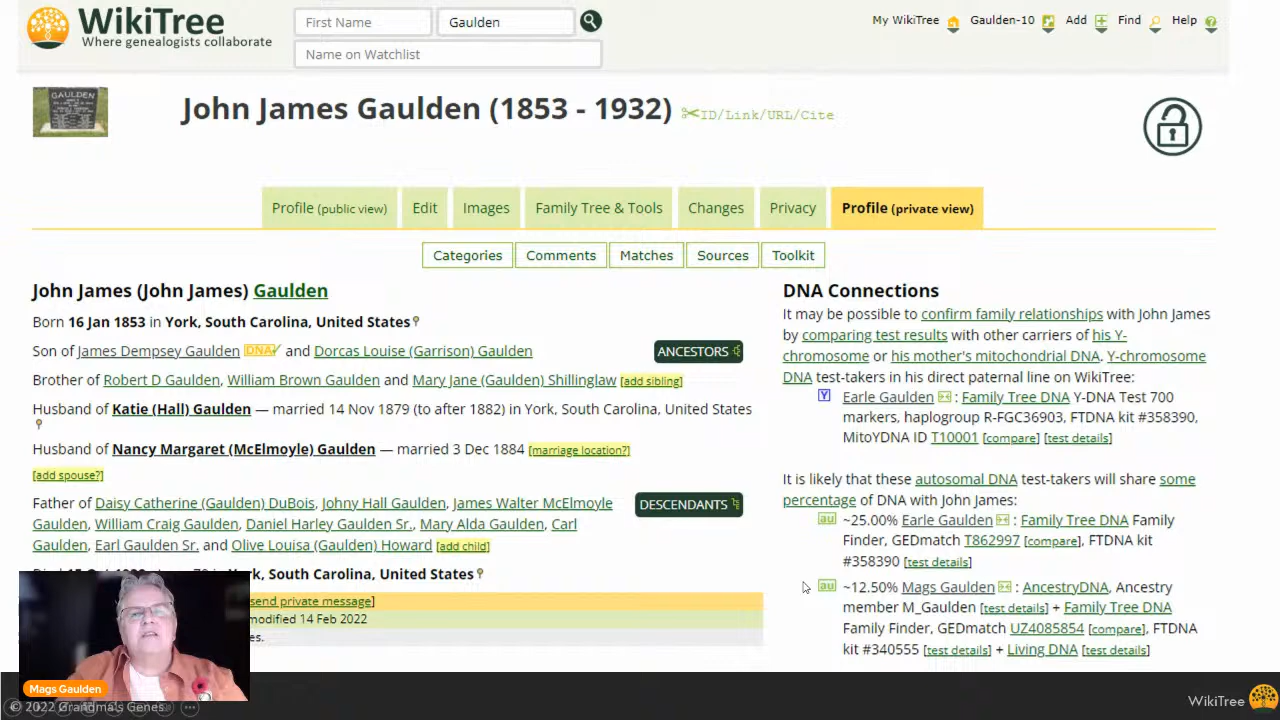 WikiTree
Where genealogists collaborate
First Name
Gaulden
Name on Watchlist
My WikiTree Gaulden-10 Add Find Help
GAULDEN
John James Gaulden (1853 - 1932) ID/Link/URL/Cite
Profile (public view) Edit Images Family Tree & Tools Changes Privacy Profile (private view)
Categories Comments Matches Sources Toolkit
John James (John James) Gaulden
Born 16 Jan 1853 in York, South Carolina, United States
Son of James Dempsey Gaulden DNA and Dorcas Louise (Garrison) Gaulden
ANCESTORS
Brother of Robert D Gaulden, William Brown Gaulden and Mary Jane (Gaulden) Shillinglaw [add sibling]
Husband of Katie (Hall) Gaulden — married 14 Nov 1879 (to after 1882) in York, South Carolina, United States
Husband of Nancy Margaret (McElmoyle) Gaulden — married 3 Dec 1884 [marriage location?]
[add spouse?]
Father of Daisy Catherine (Gaulden) DuBois, Johny Hall Gaulden, James Walter McElmoyle
DESCENDANTS
Gaulden, William Craig Gaulden, Daniel Harley Gaulden Sr., Mary Alda Gaulden, Carl
Gaulden, Earl Gaulden Sr. and Olive Louisa (Gaulden) Howard [add child]
rk, South Carolina, United States
send private message]
modified 14 Feb 2022
es.
DNA Connections
It may be possible to confirm family relationships with John James
by comparing test results with other carriers of his Y-
chromosome or his mother's mitochondrial DNA. Y-chromosome
DNA test-takers in his direct paternal line on WikiTree:
Y Earle Gaulden : Family Tree DNA Y-DNA Test 700
markers, haplogroup R-FGC36903, FTDNA kit #358390,
MitoYDNA ID T10001 [compare] [test details]
It is likely that these autosomal DNA test-takers will share some
percentage of DNA with John James:
au ~25.00% Earle Gaulden : Family Tree DNA Family
Finder, GEDmatch T862997 [compare], FTDNA kit
#358390 [test details]
au ~12.50% Mags Gaulden : AncestryDNA, Ancestry
member M_Gaulden [test details] + Family Tree DNA
Family Finder, GEDmatch UZ4085854 [compare], FTDNA
kit #340555 [test details] + Living DNA [test details]
Mags Gaulden
© 2022 Grandma's Genes
WikiTree